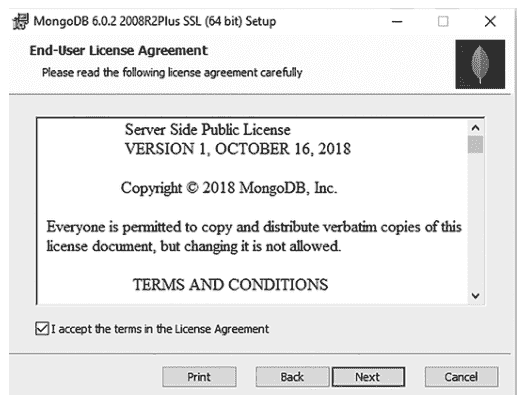 MongoDB 6.0.2 2008R2Plus SSL (64 bit) Setup
End-User License Agreement
Please read the following license agreement carefully
Server Side Public License
VERSION 1, OCTOBER 16, 2018
Copyright © 2018 MongoDB, Inc.
Everyone is permitted to copy and distribute verbatim copies of this
license document, but changing it is not allowed.
TERMS AND CONDITIONS
I accept the terms in the License Agreement
Print Back Next Cancel